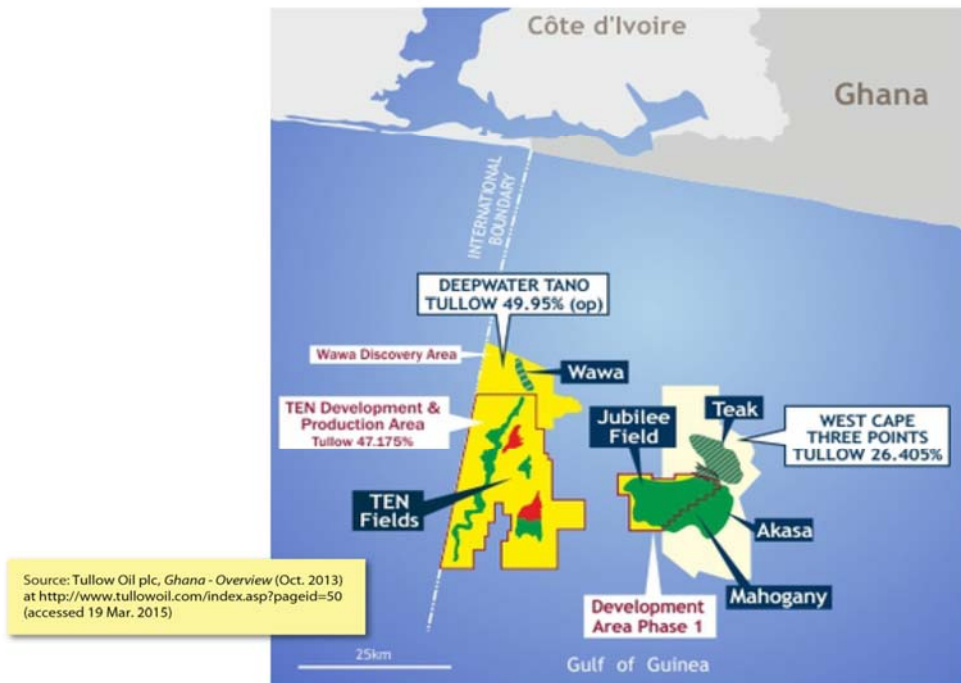 Côte d'Ivoire
Ghana
INTERNATIONAL
BOUNDARY
DEEPWATER TANO
TULLOW 49.95% (op)
Wawa Discovery Area
Wawa
TEN Development &
Production Area
Tullow 47.175%
Jubilee
Field
Teak
WEST CAPE
THREE POINTS
TULLOW 26.405%
TEN
Fields
Akasa
Mahogany
Development
Area Phase 1
Source: Tullow Oil plc, Ghana - Overview (Oct. 2013)
at http://www.tullowoil.com/index.asp?pageid=50
(accessed 19 Mar. 2015)
25km
Gulf of Guinea